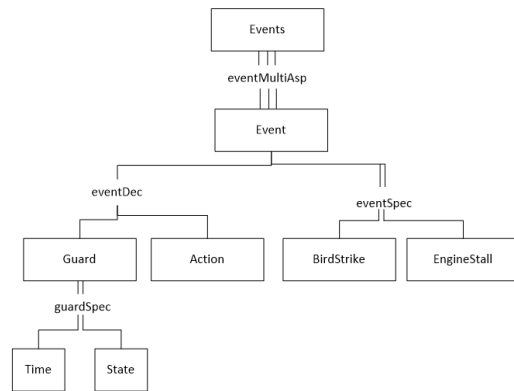 Events
eventMultiAsp
Event
eventDec
eventSpec
Guard
Action
BirdStrike
EngineStall
guardSpec
Time
State